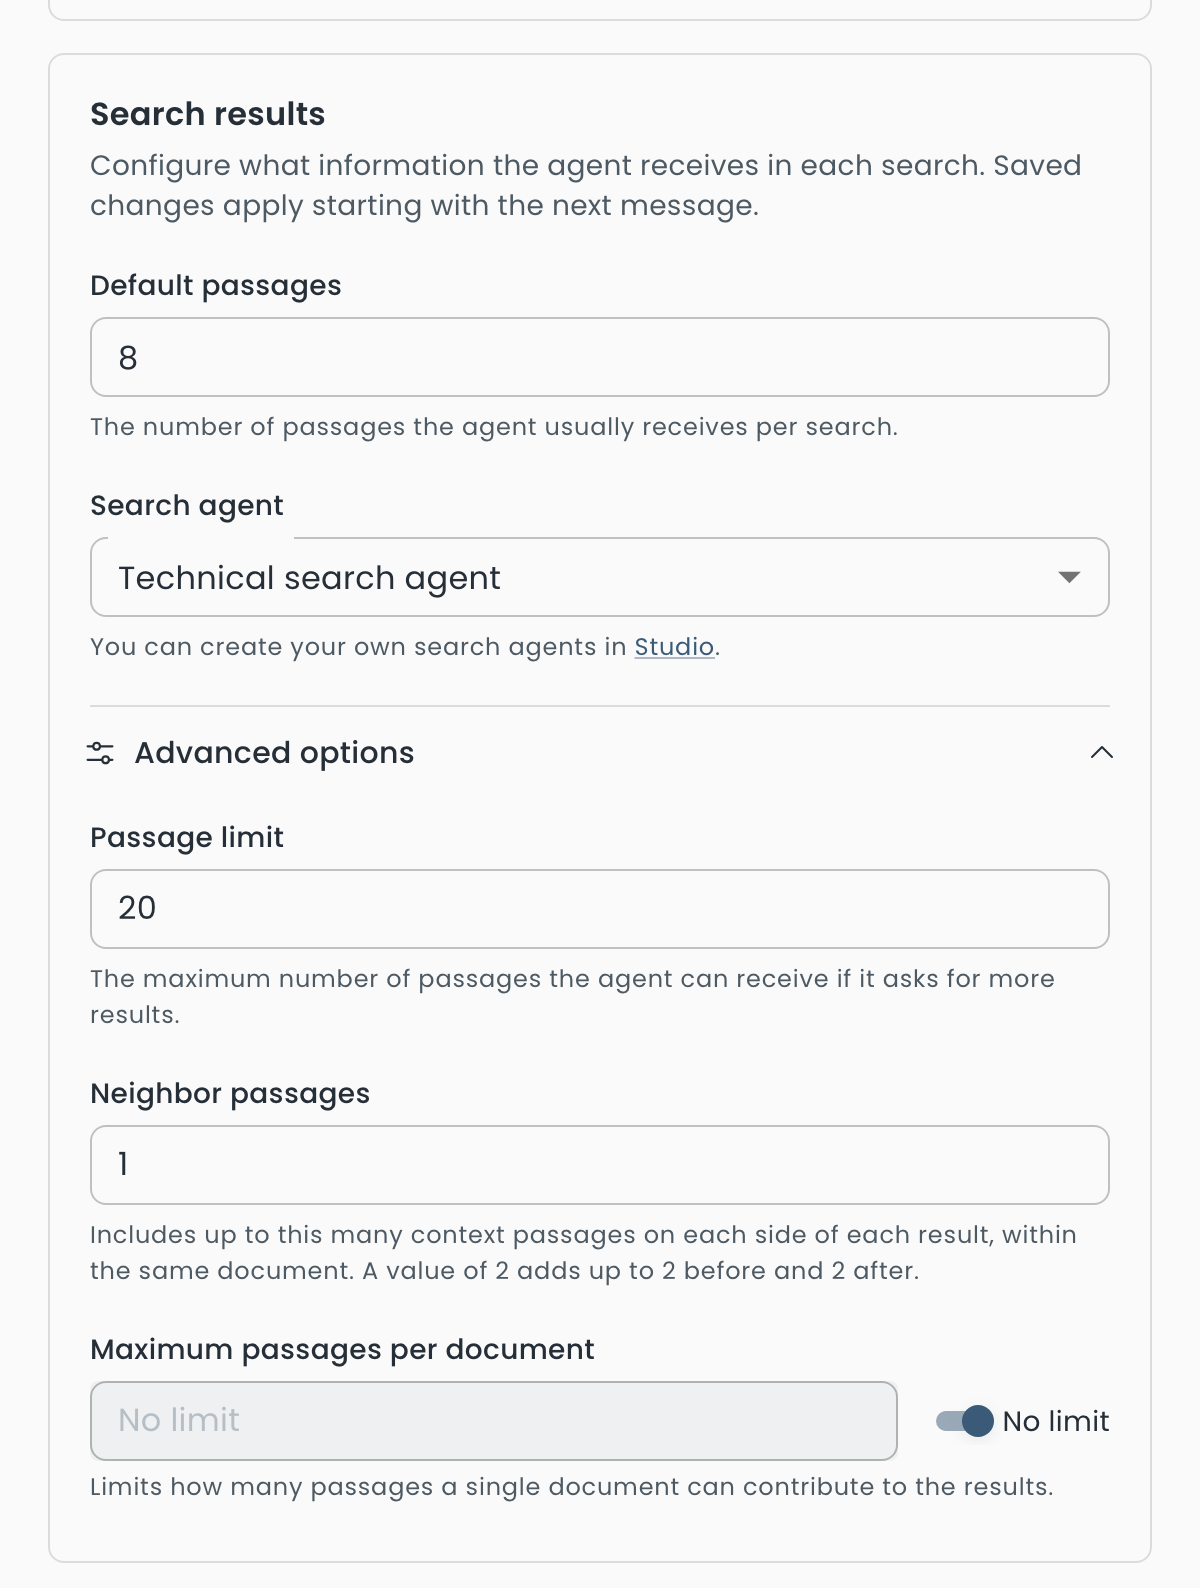 Search results
Configure what information the agent receives in each search. Saved
changes apply starting with the next message.
Default passages
8
The number of passages the agent usually receives per search.
Search agent
Technical search agent
You can create your own search agents in Studio.
Advanced options
Passage limit
20
The maximum number of passages the agent can receive if it asks for more
results.
Neighbor passages
1
Includes up to this many context passages on each side of each result, within
the same document. A value of 2 adds up to 2 before and 2 after.
Maximum passages per document
No limit
No limit
Limits how many passages a single document can contribute to the results.